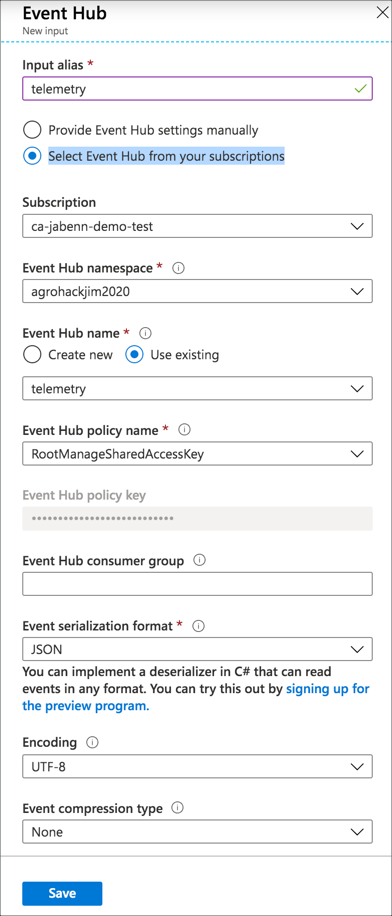 Event Hub
New input
Input alias *
telemetry
Provide Event Hub settings manually
Select Event Hub from your subscriptions
Subscription
ca-jabenn-demo-test
Event Hub namespace *
agrohackjim2020
Event Hub name *
Create new Use existing
telemetry
Event Hub policy name *
RootManageSharedAccessKey
Event Hub policy key
•••••••••••••••••••••••••••
Event Hub consumer group
Event serialization format *
JSON
You can implement a deserializer in C# that can read
events in any format. You can try this out by signing up for
the preview program.
Encoding
UTF-8
Event compression type
None
Save